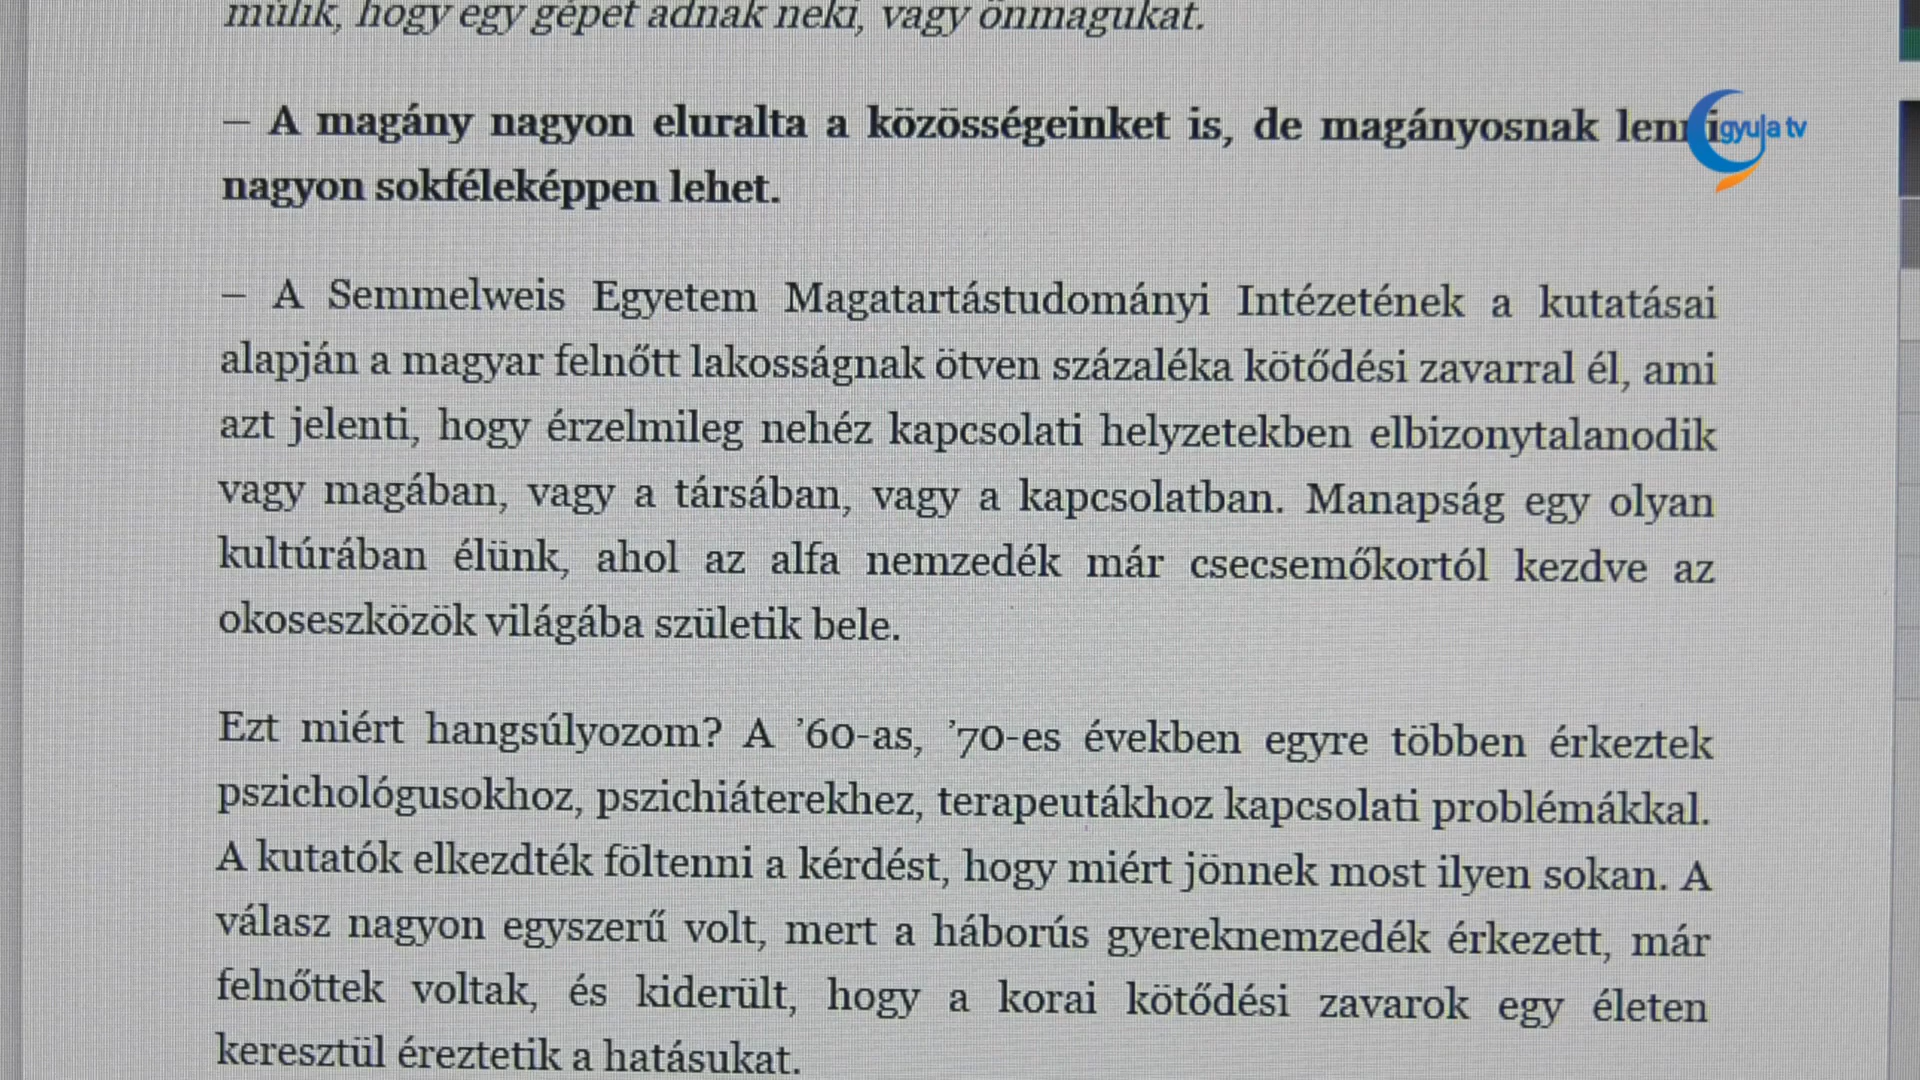 múlik, hogy egy gépet adnak neki, vagy önmagukat.
– A magány nagyon eluralta a közösségeinket is, de magányosnak lenni
gyula tv
nagyon sokféleképpen lehet.
– A Semmelweis Egyetem Magatartástudományi Intézetének a kutatásai
alapján a magyar felnőtt lakosságnak ötven százaléka kötődési zavarral él, ami
azt jelenti, hogy érzelmileg nehéz kapcsolati helyzetekben elbizonytalanodik
vagy magában, vagy a társában, vagy a kapcsolatban. Manapság egy olyan
kultúrában élünk, ahol az alfa nemzedék már csecsemőkortól kezdve az
okoseszközök világába születik bele.
Ezt miért hangsúlyozom? A ’60-as, ’70-es években egyre többen érkeztek
pszichológusokhoz, pszichiáterekhez, terapeutákhoz kapcsolati problémákkal.
A kutatók elkezdték föltenni a kérdést, hogy miért jönnek most ilyen sokan. A
válasz nagyon egyszerű volt, mert a háborús gyereknemzedék érkezett, már
felnőttek voltak, és kiderült, hogy a korai kötődési zavarok egy életen
keresztül éreztetik a hatásukat.